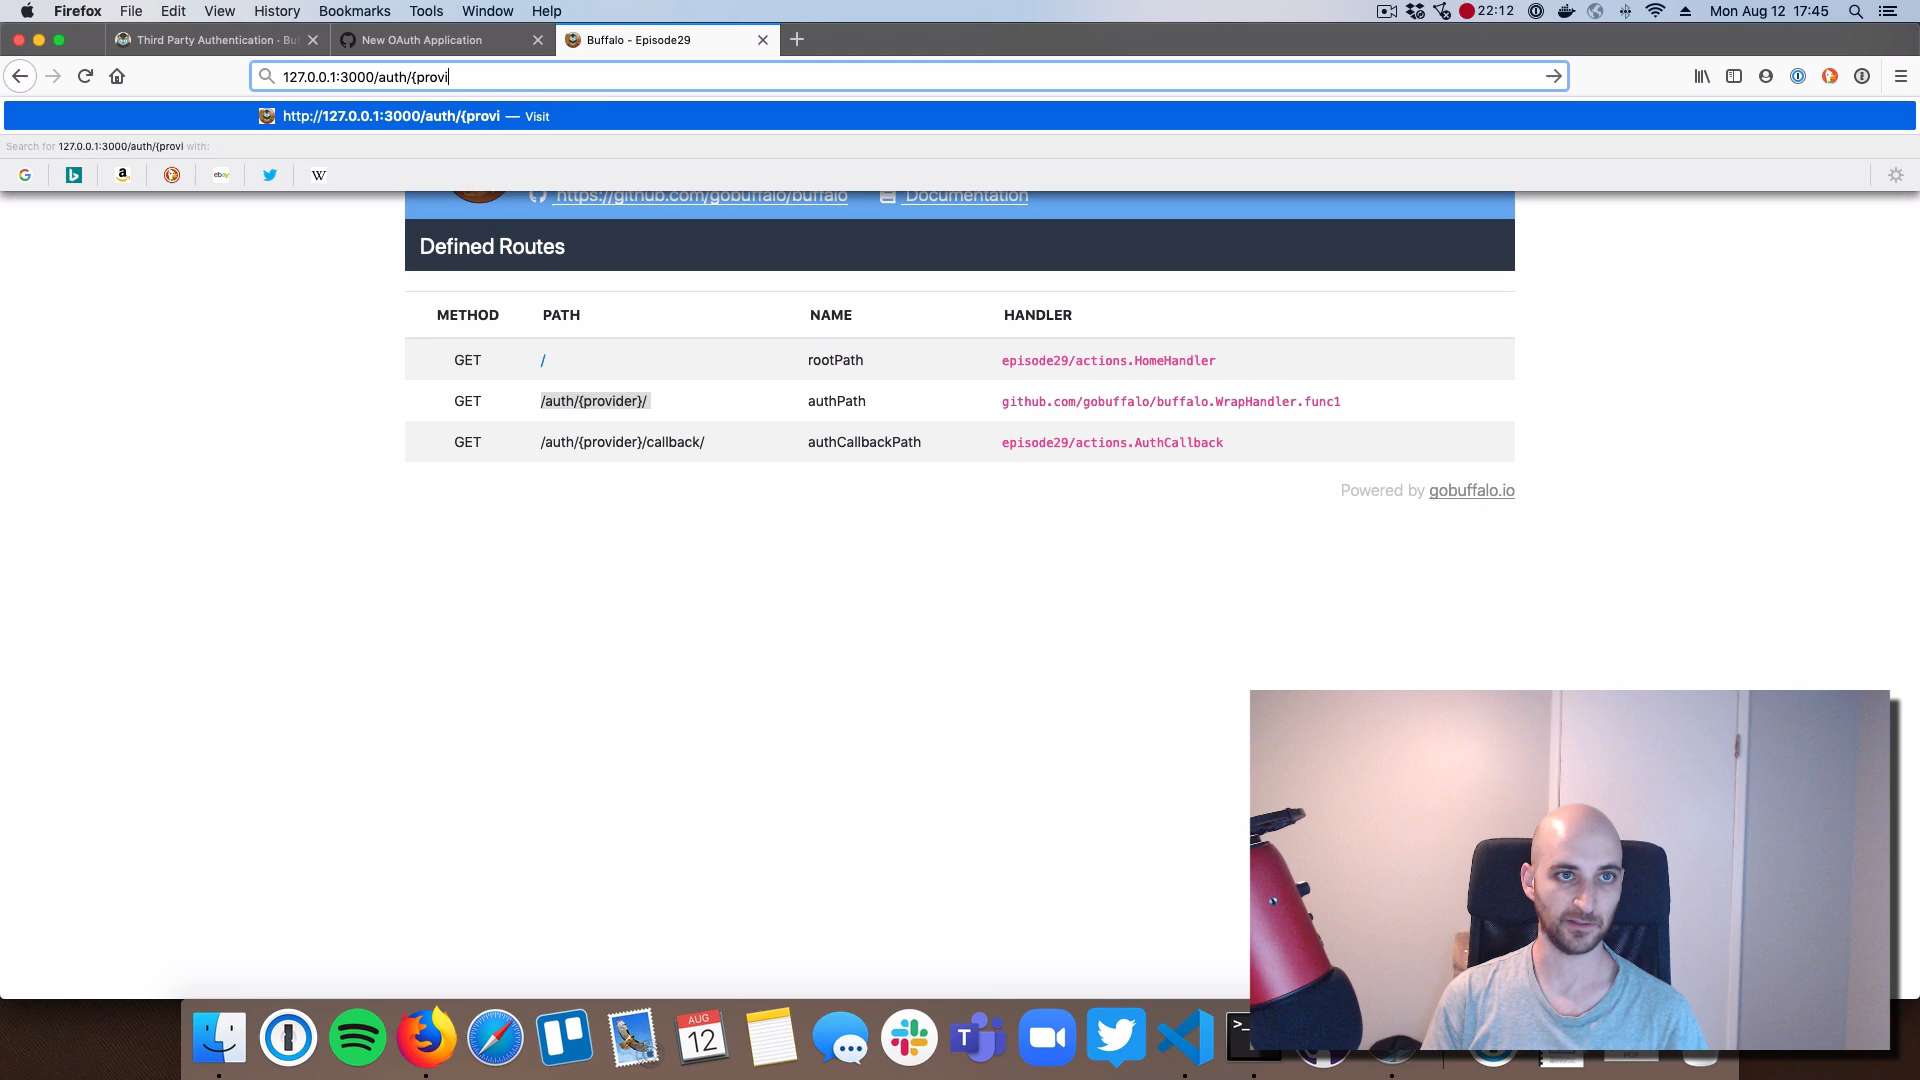 Firefox File Edit View History Bookmarks Tools Window Help 22:12 Mon Aug 12 17:45
Third Party Authentication · Bu
New OAuth Application
Buffalo - Episode29
127.0.0.1:3000/auth/{provi
http://127.0.0.1:3000/auth/{provi — Visit
Search for 127.0.0.1:3000/auth/{provi with:
G b a ebay W
https://github.com/gobuffalo/buffalo Documentation
Defined Routes
METHOD PATH NAME HANDLER
GET / rootPath episode29/actions.HomeHandler
GET /auth/{provider}/ authPath github.com/gobuffalo/buffalo.WrapHandler.func1
GET /auth/{provider}/callback/ authCallbackPath episode29/actions.AuthCallback
Powered by gobuffalo.io
AUG
12
T
>_